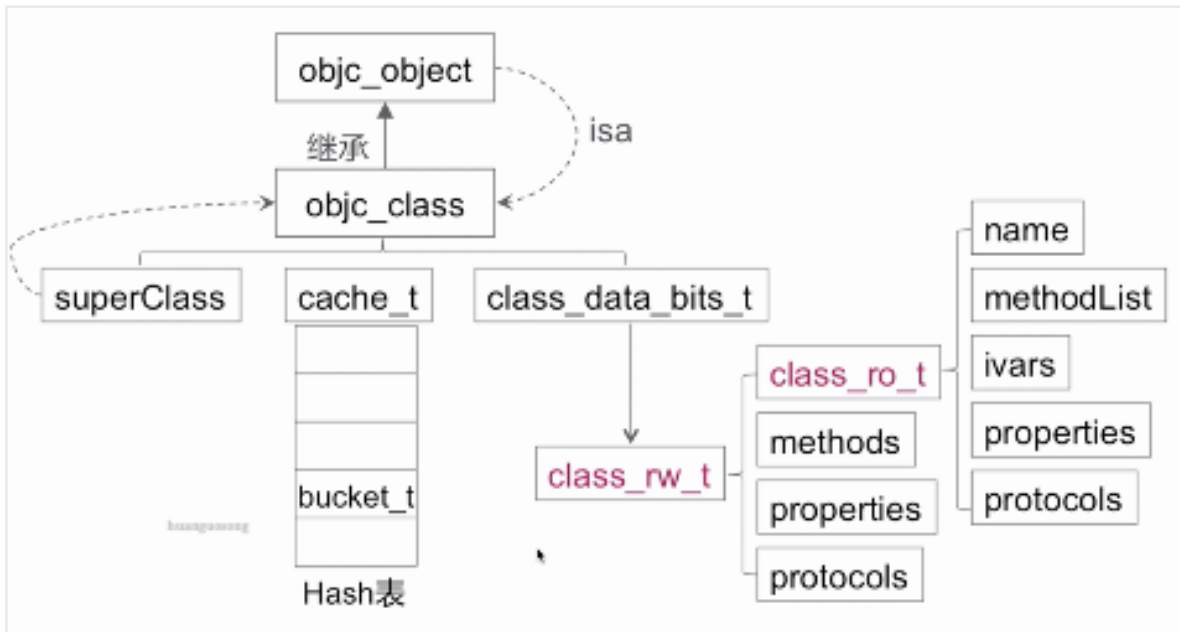 objc_object
isa
继承
objc_class
superClass
cache_t
class_data_bits_t
bucket_t
Hash表
class_rw_t
class_ro_t
methods
properties
protocols
name
methodList
ivars
properties
protocols